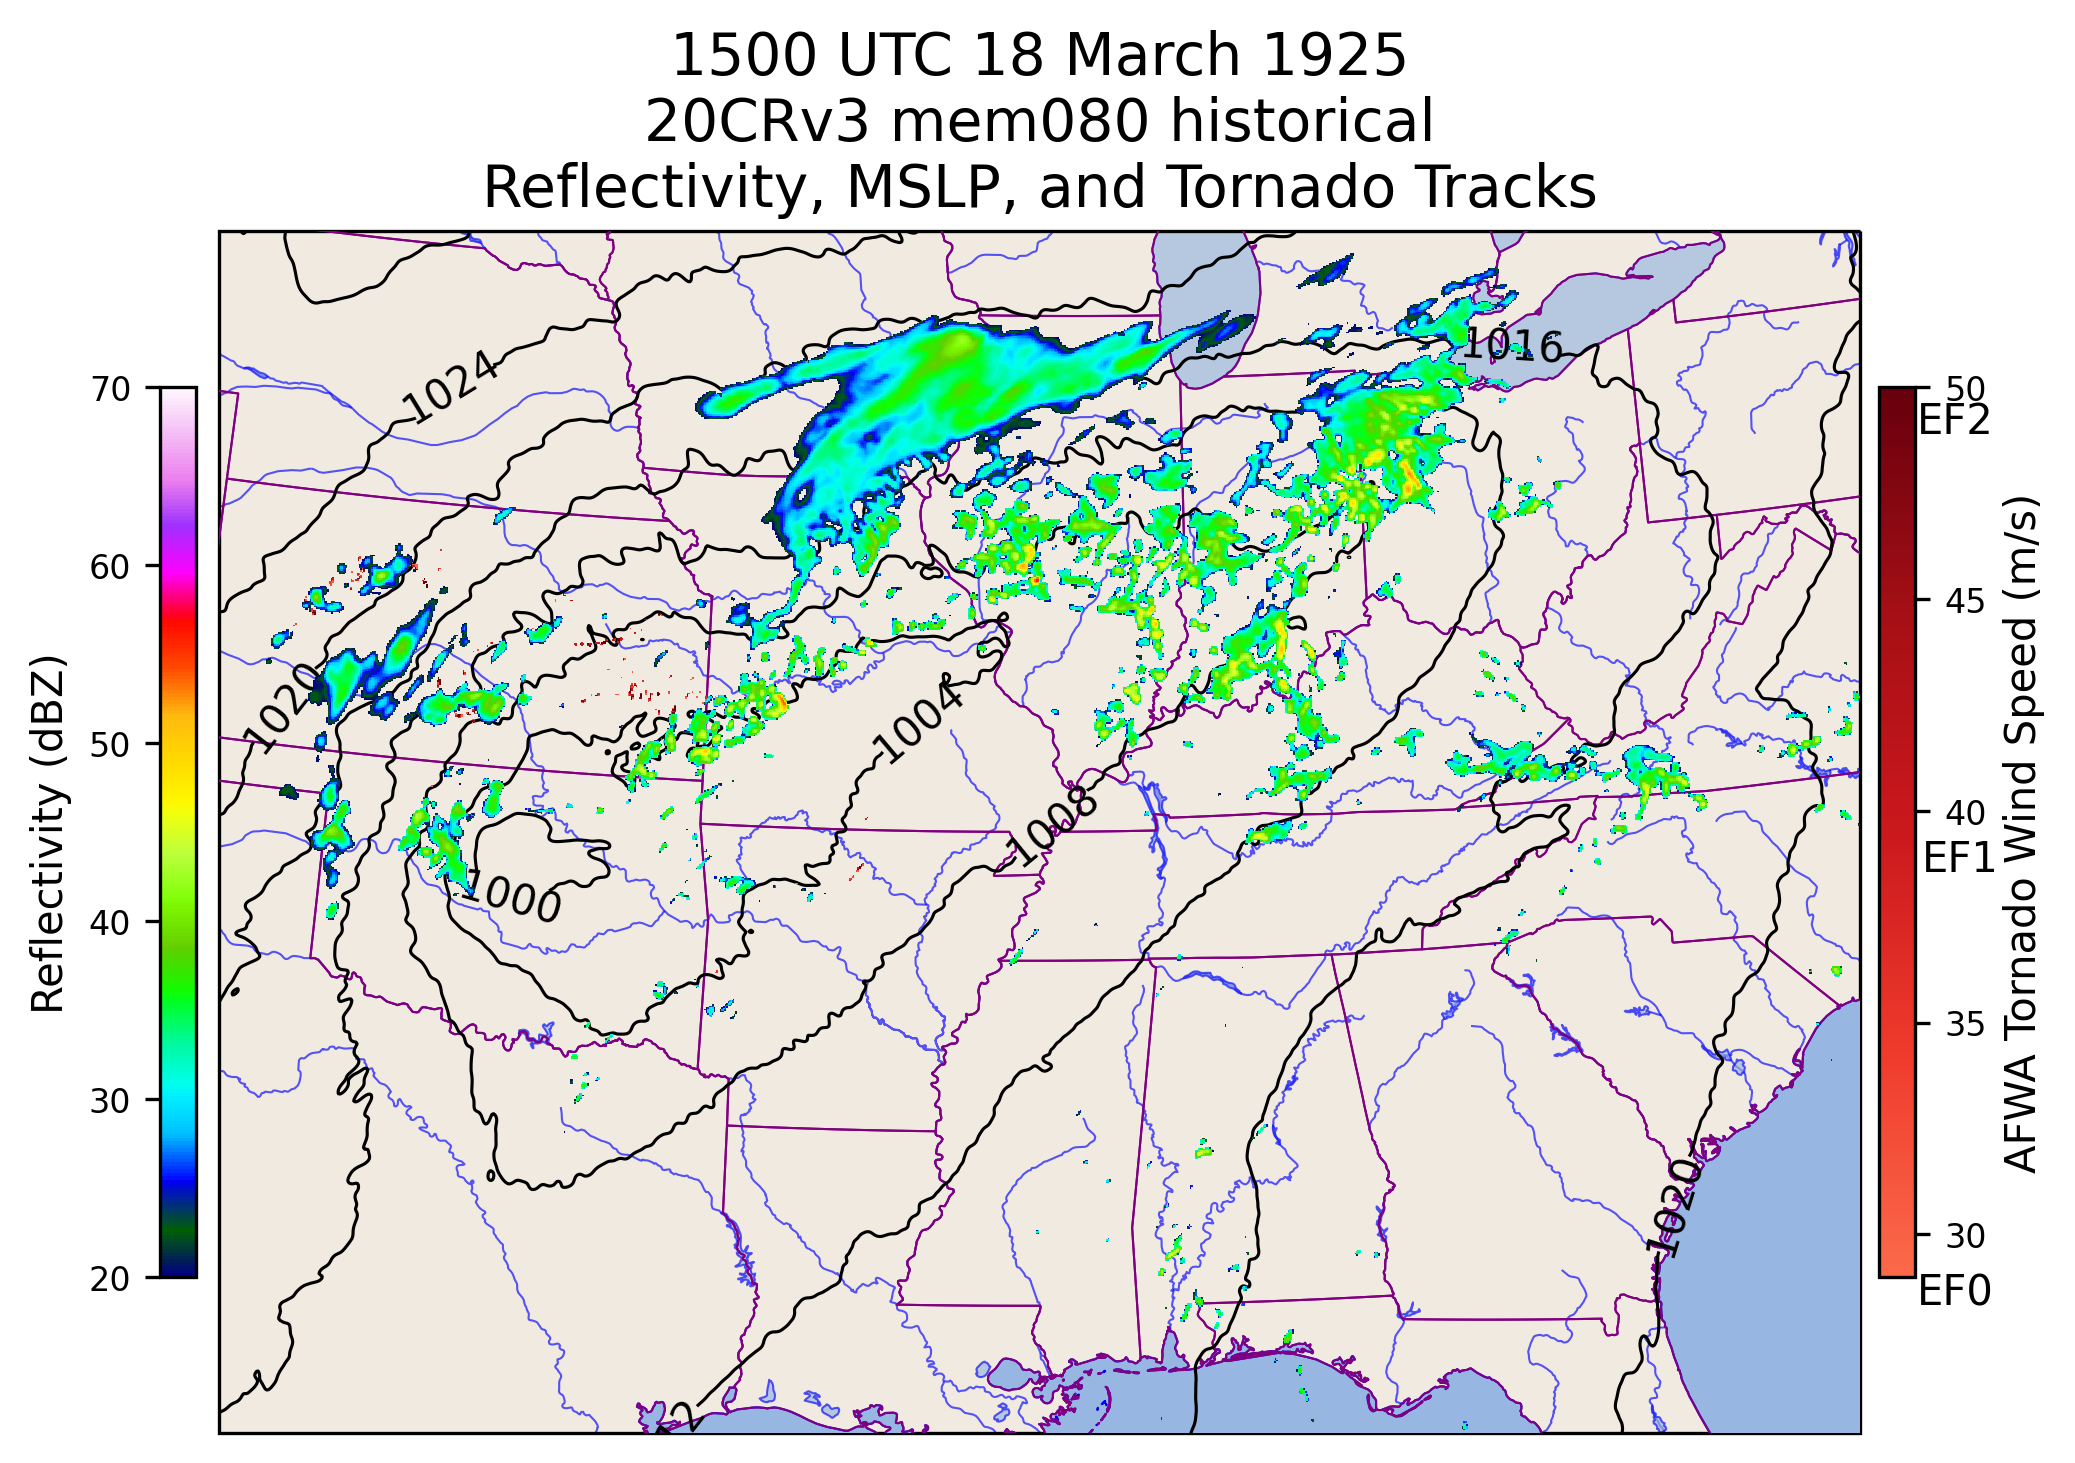 1500 UTC 18 March 1925
20CRv3 mem080 historical
Reflectivity, MSLP, and Tornado Tracks
70
60
50
40
30
20
Reflectivity (dBZ)
1024
1016
1020
1004
1008
1000
1020
50
EF2
45
40
EF1
35
30
EF0
AFWA Tornado Wind Speed (m/s)